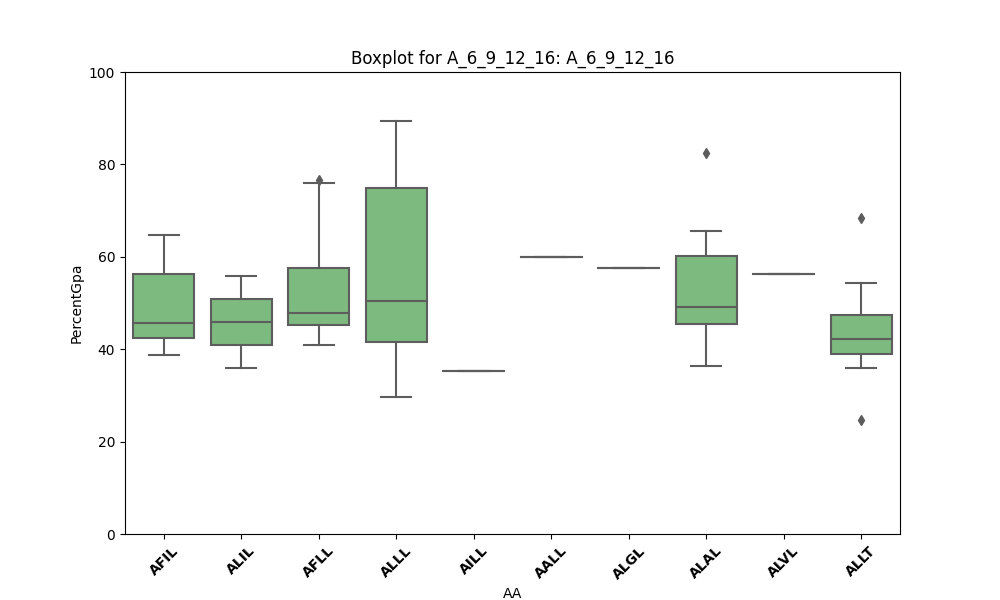 Boxplot for A_6_9_12_16: A_6_9_12_16
100
80
60
40
20
0
PercentGpa
AFIL
ALIL
AFLL
ALLL
AILL
AALL
ALGL
ALAL
ALVL
ALLT
AA